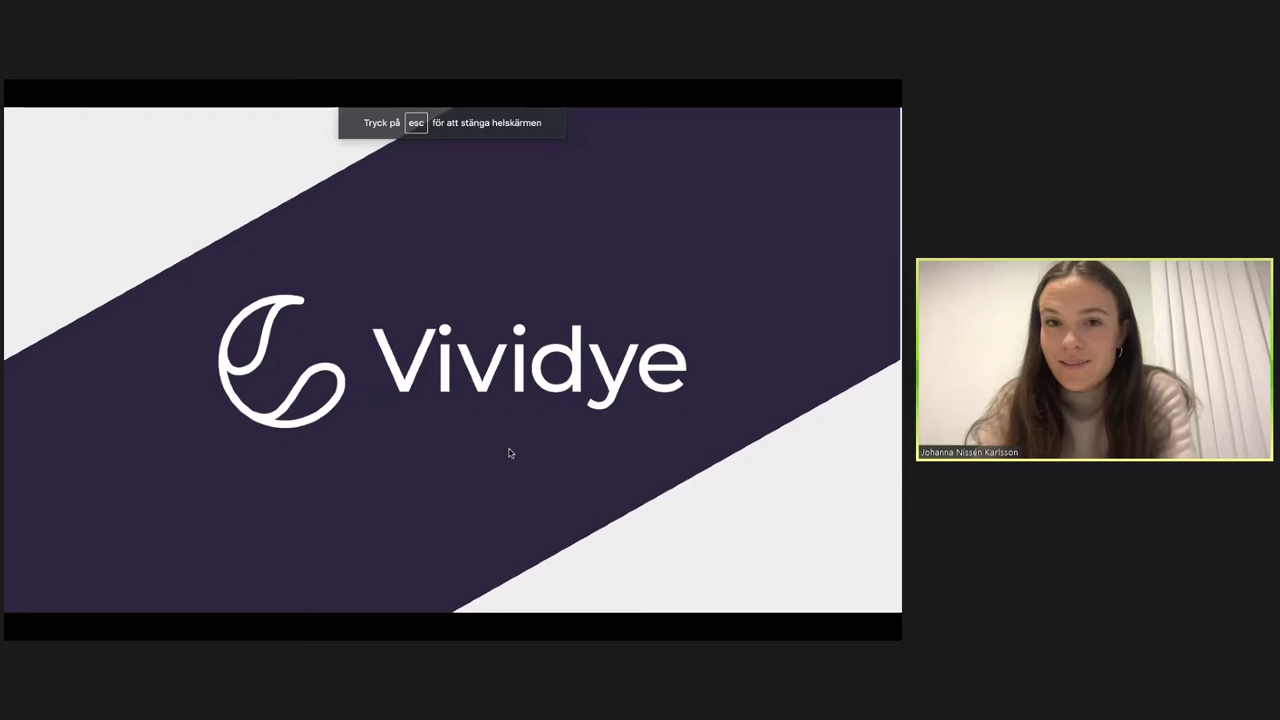 Tryck på esc för att stänga helskärmen
Vividye
Johanna Nissén Karlsson